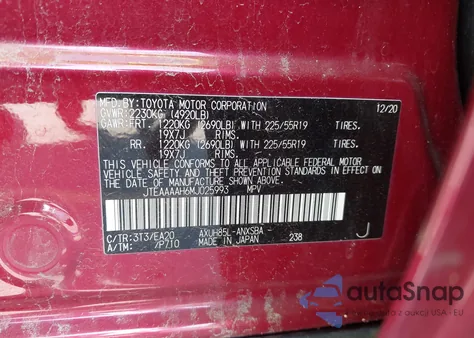 MFD.BY:TOYOTA MOTOR CORPORATION 12/20
GVWR:2230KG (4920LB)
GAWR:FRT. 1220KG (2690LB) WITH 225/55R19 TIRES.
19X7J RIMS.
RR. 1220KG (2690LB) WITH 225/55R19 TIRES.
19X7J RIMS.
THIS VEHICLE CONFORMS TO ALL APPLICABLE FEDERAL MOTOR
VEHICLE SAFETY AND THEFT PREVENTION STANDARDS IN EFFECT
ON THE DATE OF MANUFACTURE SHOWN ABOVE.
JTEAAAAH6MJ025993 MPV
C/TR:3T3/EA20 AXUH85L-ANXSBA
A/TM: -/P710 MADE IN JAPAN 238 J
autoSnap
USA - EU